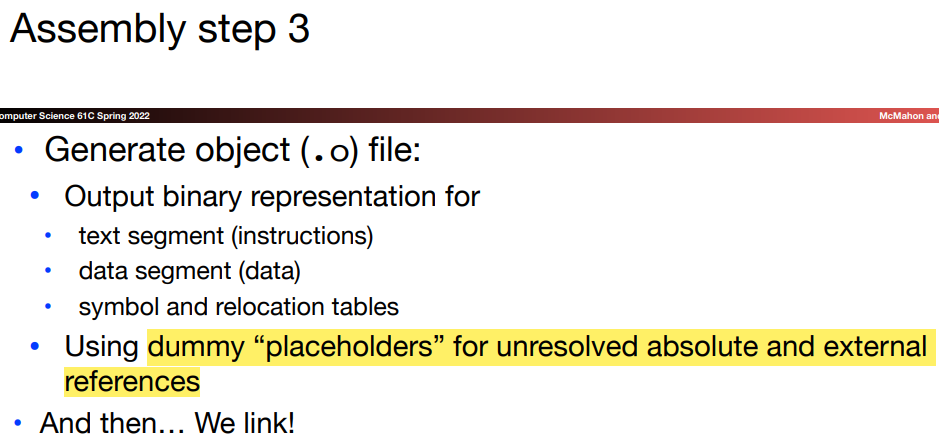 Assembly step 3
omputer Science 61C Spring 2022
McMahon and
• Generate object (.o) file:
• Output binary representation for
• text segment (instructions)
• data segment (data)
• symbol and relocation tables
• Using dummy “placeholders” for unresolved absolute and external
references
• And then… We link!